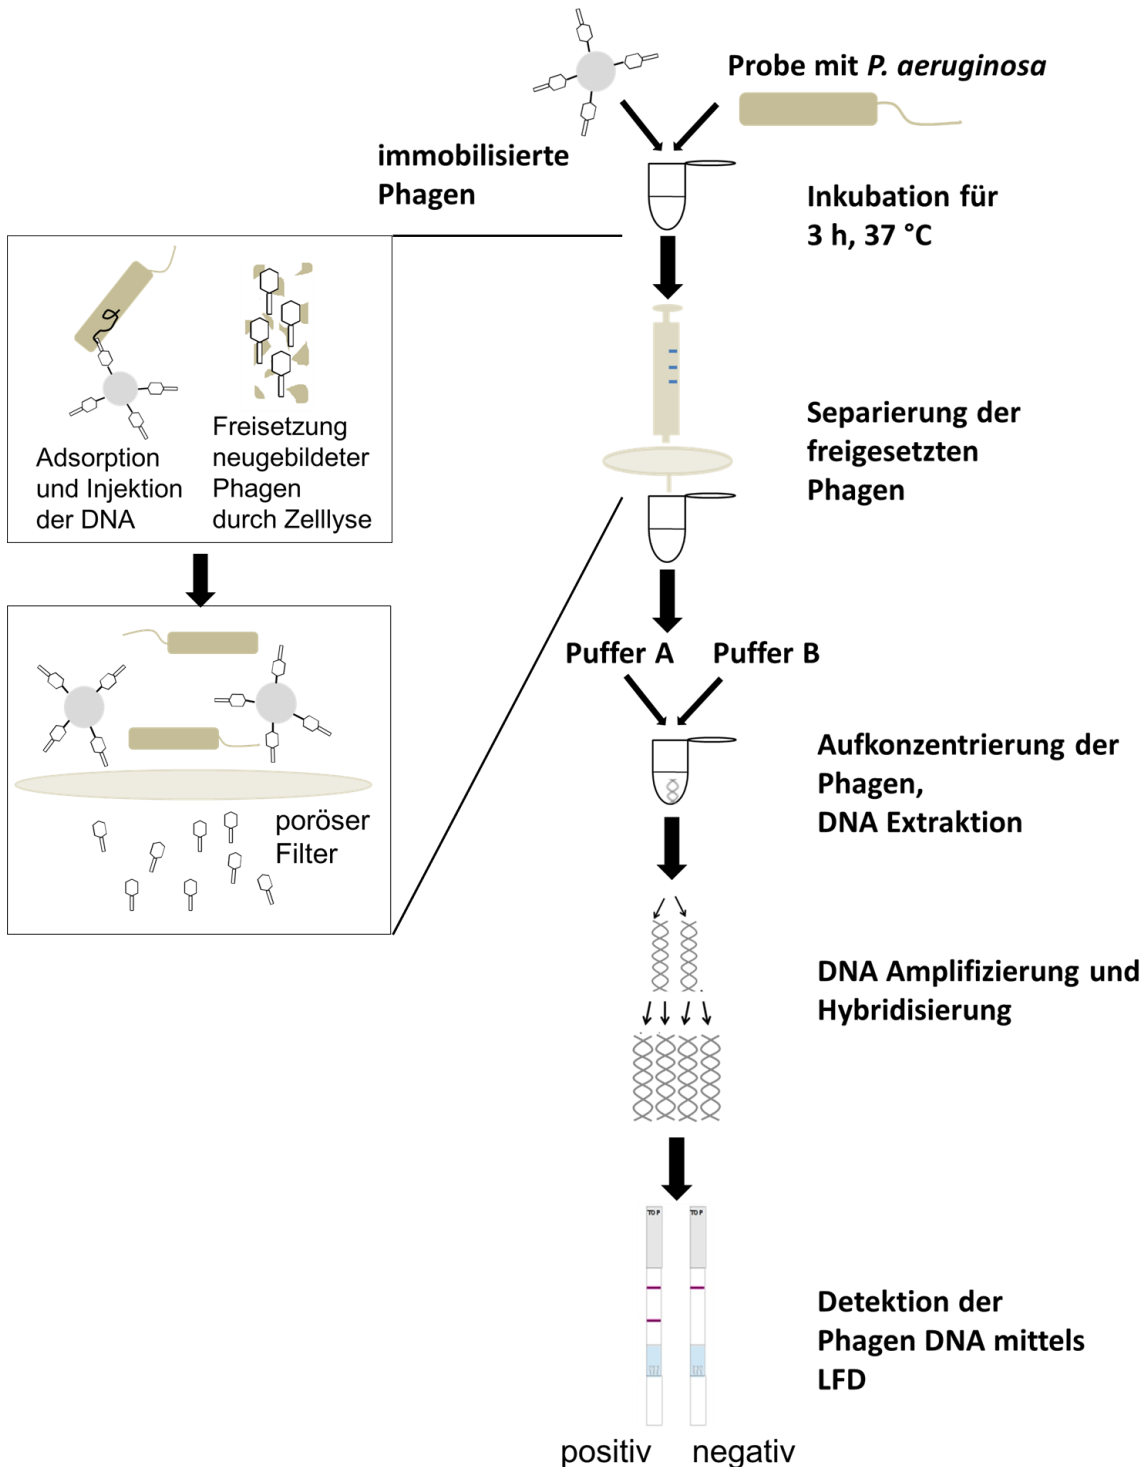 Probe mit P. aeruginosa
immobilisierte
Phagen
Inkubation für
3 h, 37 °C
Adsorption
und Injektion
der DNA
Freisetzung
neugebildeter
Phagen
durch Zelllyse
Separierung der
freigesetzten
Phagen
poröser
Filter
Puffer A
Puffer B
Aufkonzentrierung der
Phagen,
DNA Extraktion
DNA Amplifizierung und
Hybridisierung
TOP
TOP
Detektion der
Phagen DNA mittels
LFD
positiv
negativ